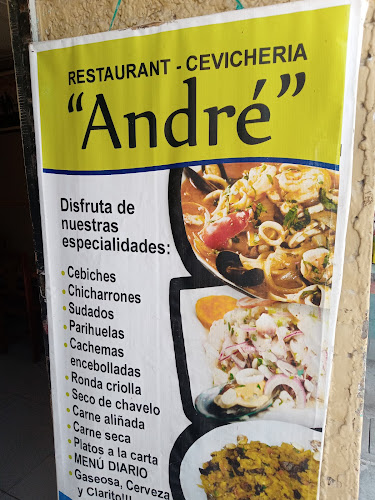 RESTAURANT - CEVICHERIA
"André"
Disfruta de
nuestras
especialidades:
• Cebiches
• Chicharrones
• Sudados
• Parihuelas
• Cachemas
encebolladas
• Ronda criolla
• Seco de chavelo
• Carne aliñada
• Carne seca
• Platos a la carta
• MENÚ DIARIO
• Gaseosa, Cerveza
y Clarito!!!